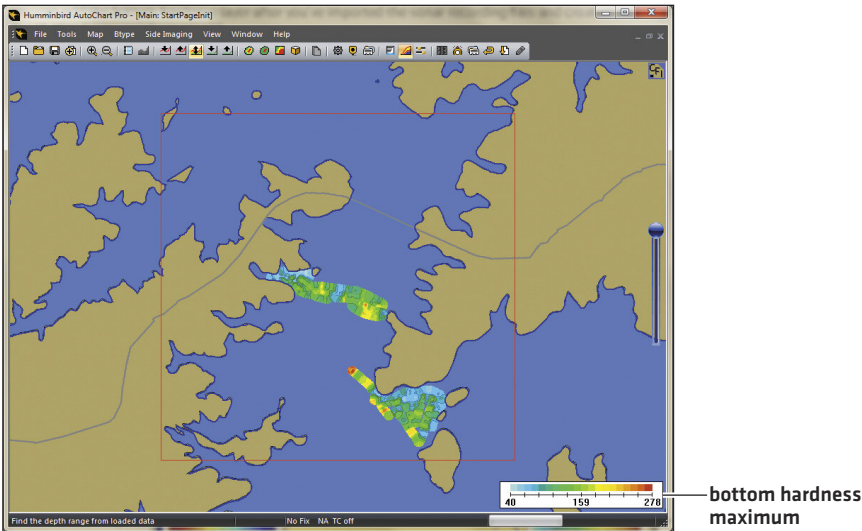 Humminbird AutoChart Pro - [Main: StartPageInit]
File Tools Map Btype Side Imaging View Window Help
40 159 278
bottom hardness
maximum
Find the depth range from loaded data No Fix NA TC off